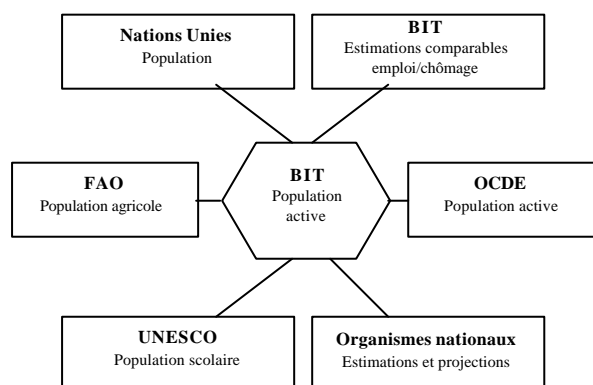 Nations Unies
Population
BIT
Estimations comparables
emploi/chômage
FAO
Population agricole
BIT
Population
active
OCDE
Population active
UNESCO
Population scolaire
Organismes nationaux
Estimations et projections